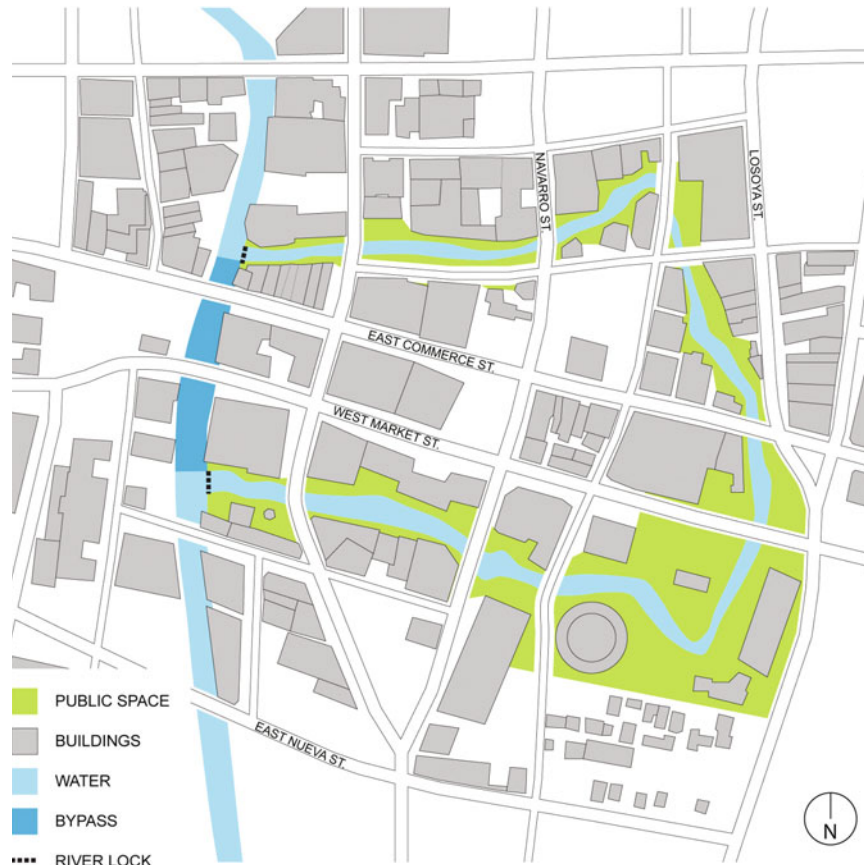 NAVARRO ST.
LOSOYA ST.
EAST COMMERCE ST.
WEST MARKET ST.
EAST NUEVA ST.
PUBLIC SPACE
BUILDINGS
WATER
BYPASS
RIVER LOCK
N